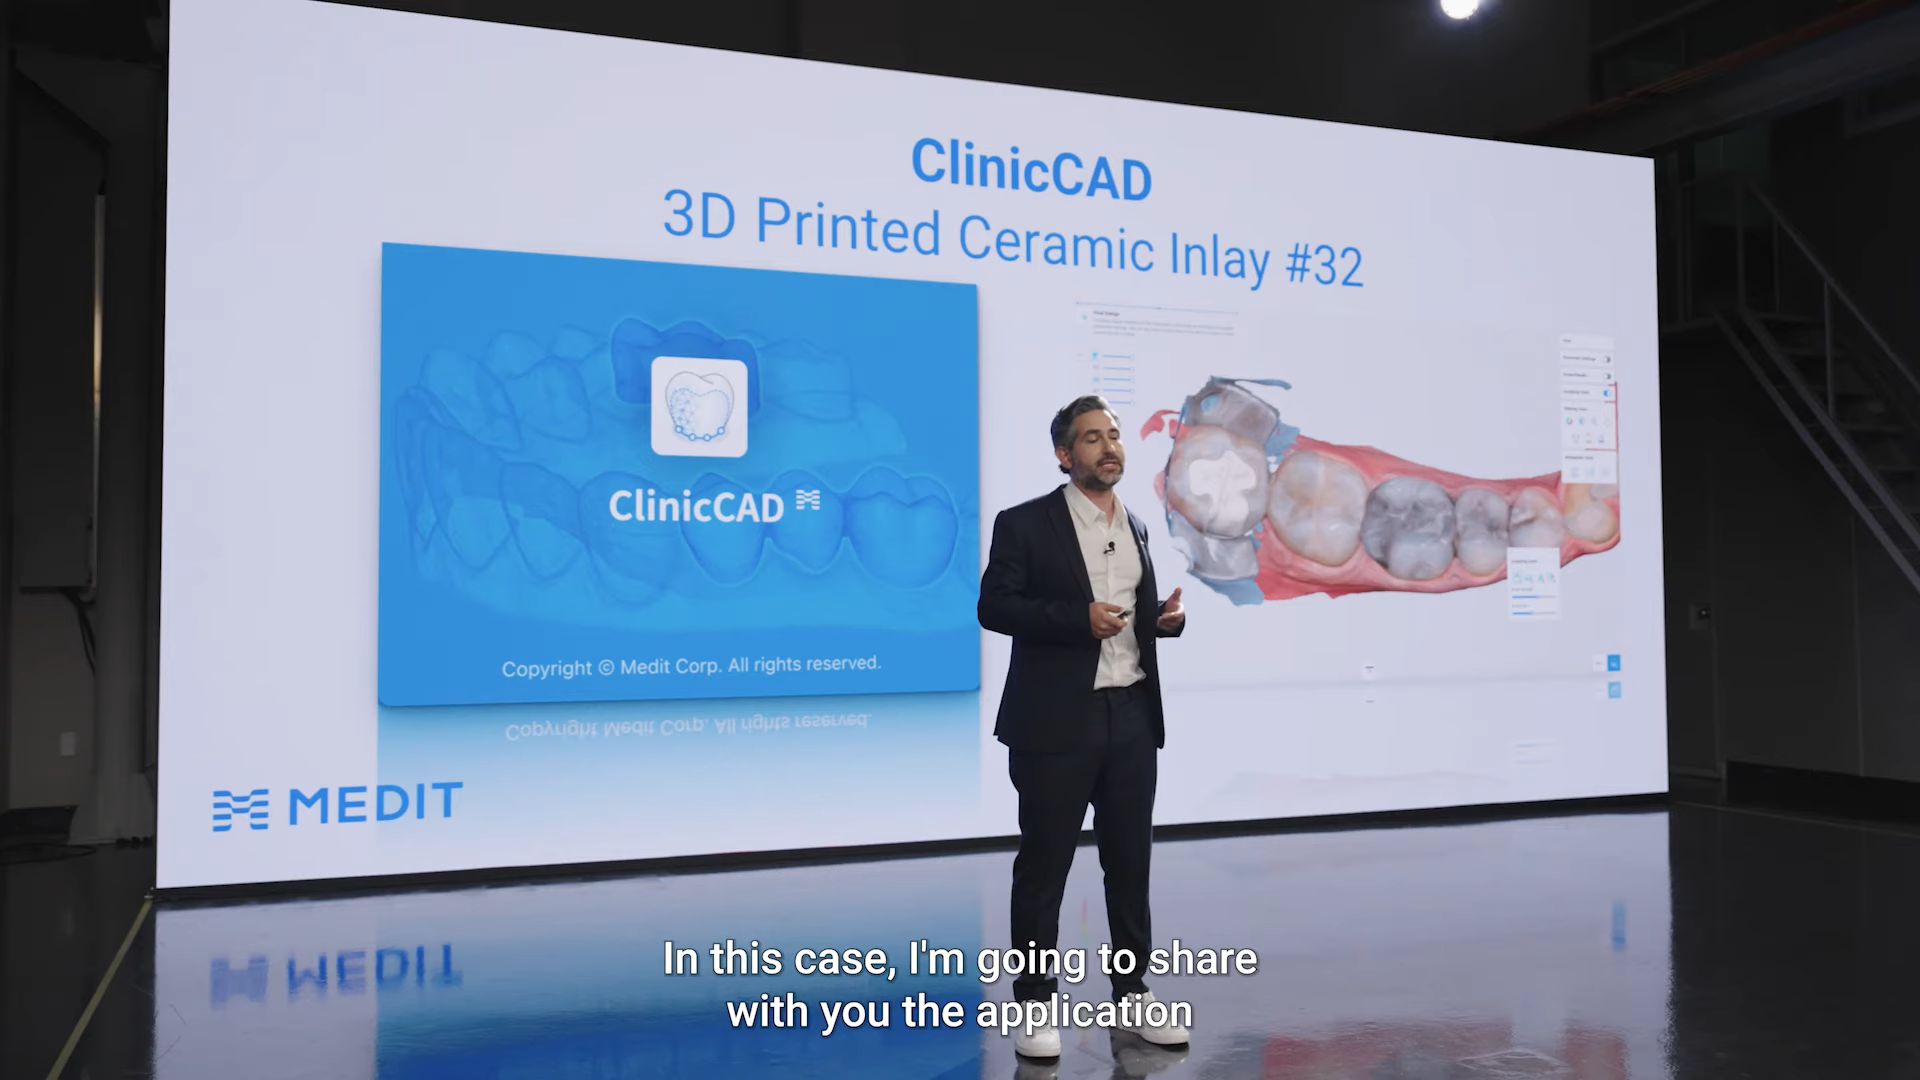 ClinicCAD
3D Printed Ceramic Inlay #32
ClinicCAD
Copyright © Medit Corp. All rights reserved.
Copyright Medit Corp. All rights reserved.
MEDIT
MEDIT
In this case, I'm going to share
with you the application